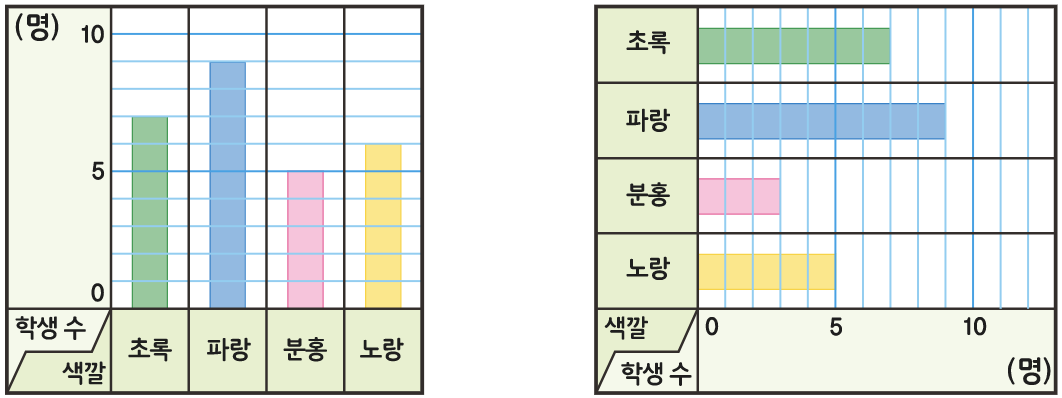 (명)
10
5
0
학생 수
색깔
초록 파랑 분홍 노랑
초록
파랑
분홍
노랑
색깔
학생 수
0 5 10
(명)